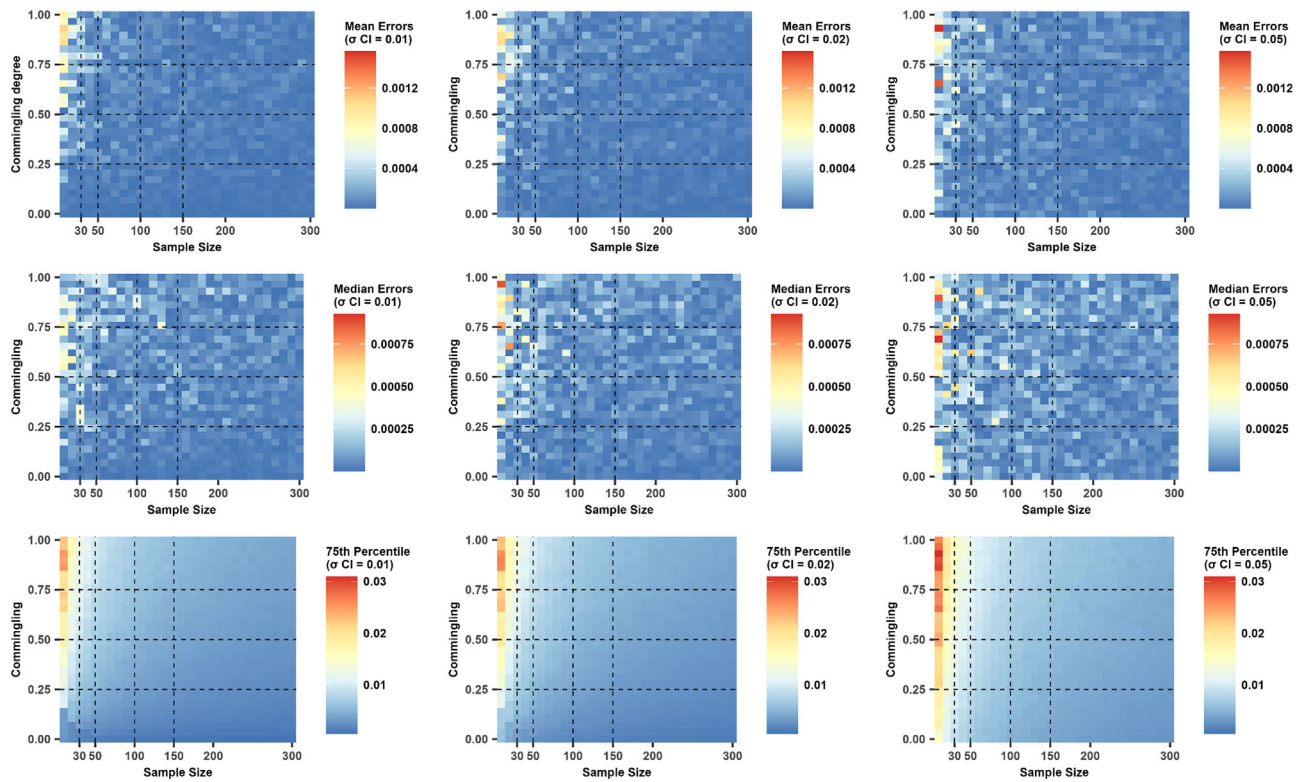 1.00
0.75
0.50
0.25
0.00
Commingling degree
30 50 100 150 200 300
Sample Size
Mean Errors
(σ CI = 0.01)
0.0012
0.0008
0.0004
1.00
0.75
0.50
0.25
0.00
Commingling
30 50 100 150 200 300
Sample Size
Mean Errors
(σ CI = 0.02)
0.0012
0.0008
0.0004
1.00
0.75
0.50
0.25
0.00
Commingling
30 50 100 150 200 300
Sample Size
Mean Errors
(σ CI = 0.05)
0.0012
0.0008
0.0004
1.00
0.75
0.50
0.25
0.00
Commingling
30 50 100 150 200 300
Sample Size
Median Errors
(σ CI = 0.01)
0.00075
0.00050
0.00025
1.00
0.75
0.50
0.25
0.00
Commingling
30 50 100 150 200 300
Sample Size
Median Errors
(σ CI = 0.02)
0.00075
0.00050
0.00025
1.00
0.75
0.50
0.25
0.00
Commingling
30 50 100 150 200 300
Sample Size
Median Errors
(σ CI = 0.05)
0.00075
0.00050
0.00025
1.00
0.75
0.50
0.25
0.00
Commingling
30 50 100 150 200 300
Sample Size
75th Percentile
(σ CI = 0.01)
0.03
0.02
0.01
1.00
0.75
0.50
0.25
0.00
Commingling
30 50 100 150 200 300
Sample Size
75th Percentile
(σ CI = 0.02)
0.03
0.02
0.01
1.00
0.75
0.50
0.25
0.00
Commingling
30 50 100 150 200 300
Sample Size
75th Percentile
(σ CI = 0.05)
0.03
0.02
0.01